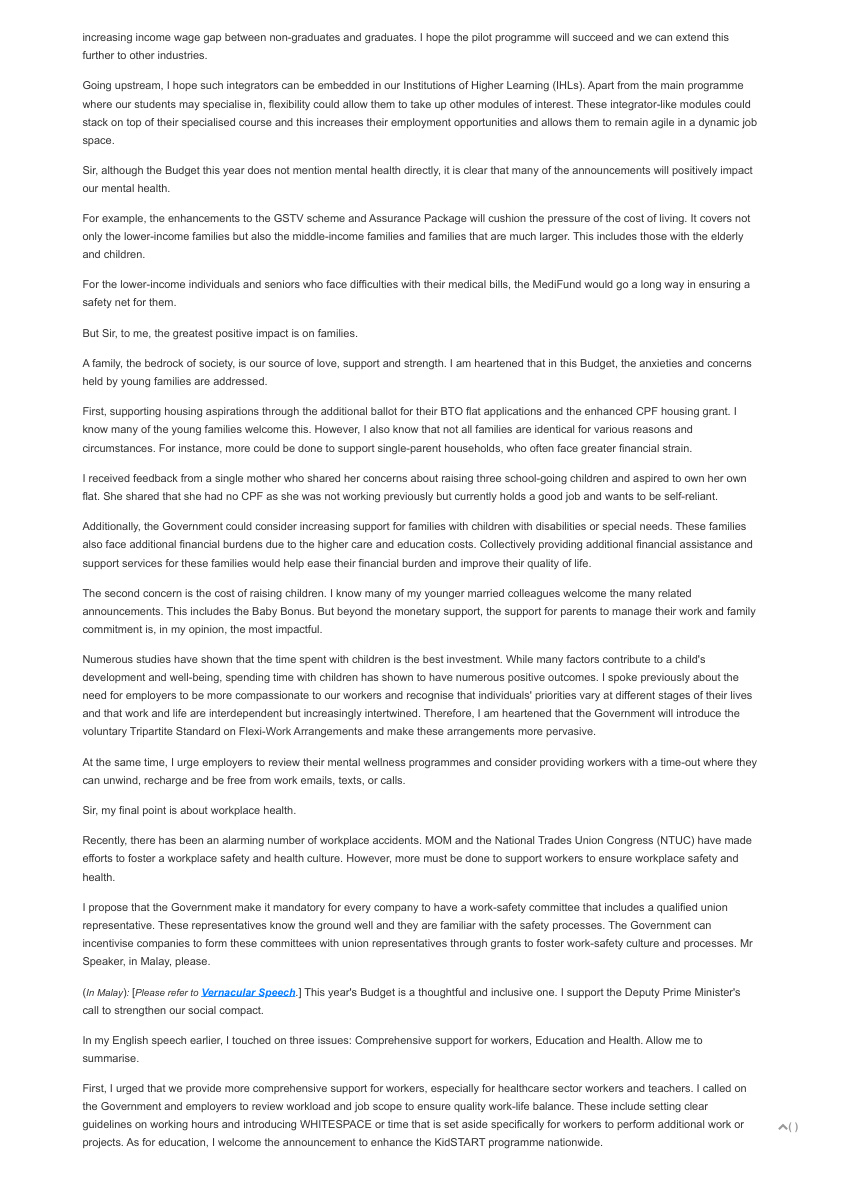 increasing income wage gap between non-graduates and graduates. I hope the pilot programme will succeed and we can extend this
further to other industries.
Going upstream, I hope such integrators can be embedded in our Institutions of Higher Learning (IHLs). Apart from the main programme
where our students may specialise in, flexibility could allow them to take up other modules of interest. These integrator-like modules could
stack on top of their specialised course and this increases their employment opportunities and allows them to remain agile in a dynamic job
space.
Sir, although the Budget this year does not mention mental health directly, it is clear that many of the announcements will positively impact
our mental health.
For example, the enhancements to the GSTV scheme and Assurance Package will cushion the pressure of the cost of living. It covers not
only the lower-income families but also the middle-income families and families that are much larger. This includes those with the elderly
and children.
For the lower-income individuals and seniors who face difficulties with their medical bills, the MediFund would go a long way in ensuring a
safety net for them.
But Sir, to me, the greatest positive impact is on families.
A family, the bedrock of society, is our source of love, support and strength. I am heartened that in this Budget, the anxieties and concerns
held by young families are addressed.
First, supporting housing aspirations through the additional ballot for their BTO flat applications and the enhanced CPF housing grant. I
know many of the young families welcome this. However, I also know that not all families are identical for various reasons and
circumstances. For instance, more could be done to support single-parent households, who often face greater financial strain.
I received feedback from a single mother who shared her concerns about raising three school-going children and aspired to own her own
flat. She shared that she had no CPF as she was not working previously but currently holds a good job and wants to be self-reliant.
Additionally, the Government could consider increasing support for families with children with disabilities or special needs. These families
also face additional financial burdens due to the higher care and education costs. Collectively providing additional financial assistance and
support services for these families would help ease their financial burden and improve their quality of life.
The second concern is the cost of raising children. I know many of my younger married colleagues welcome the many related
announcements. This includes the Baby Bonus. But beyond the monetary support, the support for parents to manage their work and family
commitment is, in my opinion, the most impactful.
Numerous studies have shown that the time spent with children is the best investment. While many factors contribute to a child's
development and well-being, spending time with children has shown to have numerous positive outcomes. I spoke previously about the
need for employers to be more compassionate to our workers and recognise that individuals' priorities vary at different stages of their lives
and that work and life are interdependent but increasingly intertwined. Therefore, I am heartened that the Government will introduce the
voluntary Tripartite Standard on Flexi-Work Arrangements and make these arrangements more pervasive.
At the same time, I urge employers to review their mental wellness programmes and consider providing workers with a time-out where they
can unwind, recharge and be free from work emails, texts, or calls.
Sir, my final point is about workplace health.
Recently, there has been an alarming number of workplace accidents. MOM and the National Trades Union Congress (NTUC) have made
efforts to foster a workplace safety and health culture. However, more must be done to support workers to ensure workplace safety and
health.
I propose that the Government make it mandatory for every company to have a work-safety committee that includes a qualified union
representative. These representatives know the ground well and they are familiar with the safety processes. The Government can
incentivise companies to form these committees with union representatives through grants to foster work-safety culture and processes. Mr
Speaker, in Malay, please.
(In Malay): [Please refer to Vernacular Speech.] This year's Budget is a thoughtful and inclusive one. I support the Deputy Prime Minister's
call to strengthen our social compact.
In my English speech earlier, I touched on three issues: Comprehensive support for workers, Education and Health. Allow me to
summarise.
First, I urged that we provide more comprehensive support for workers, especially for healthcare sector workers and teachers. I called on
the Government and employers to review workload and job scope to ensure quality work-life balance. These include setting clear
guidelines on working hours and introducing WHITESPACE or time that is set aside specifically for workers to perform additional work or
projects. As for education, I welcome the announcement to enhance the KidSTART programme nationwide.
( )